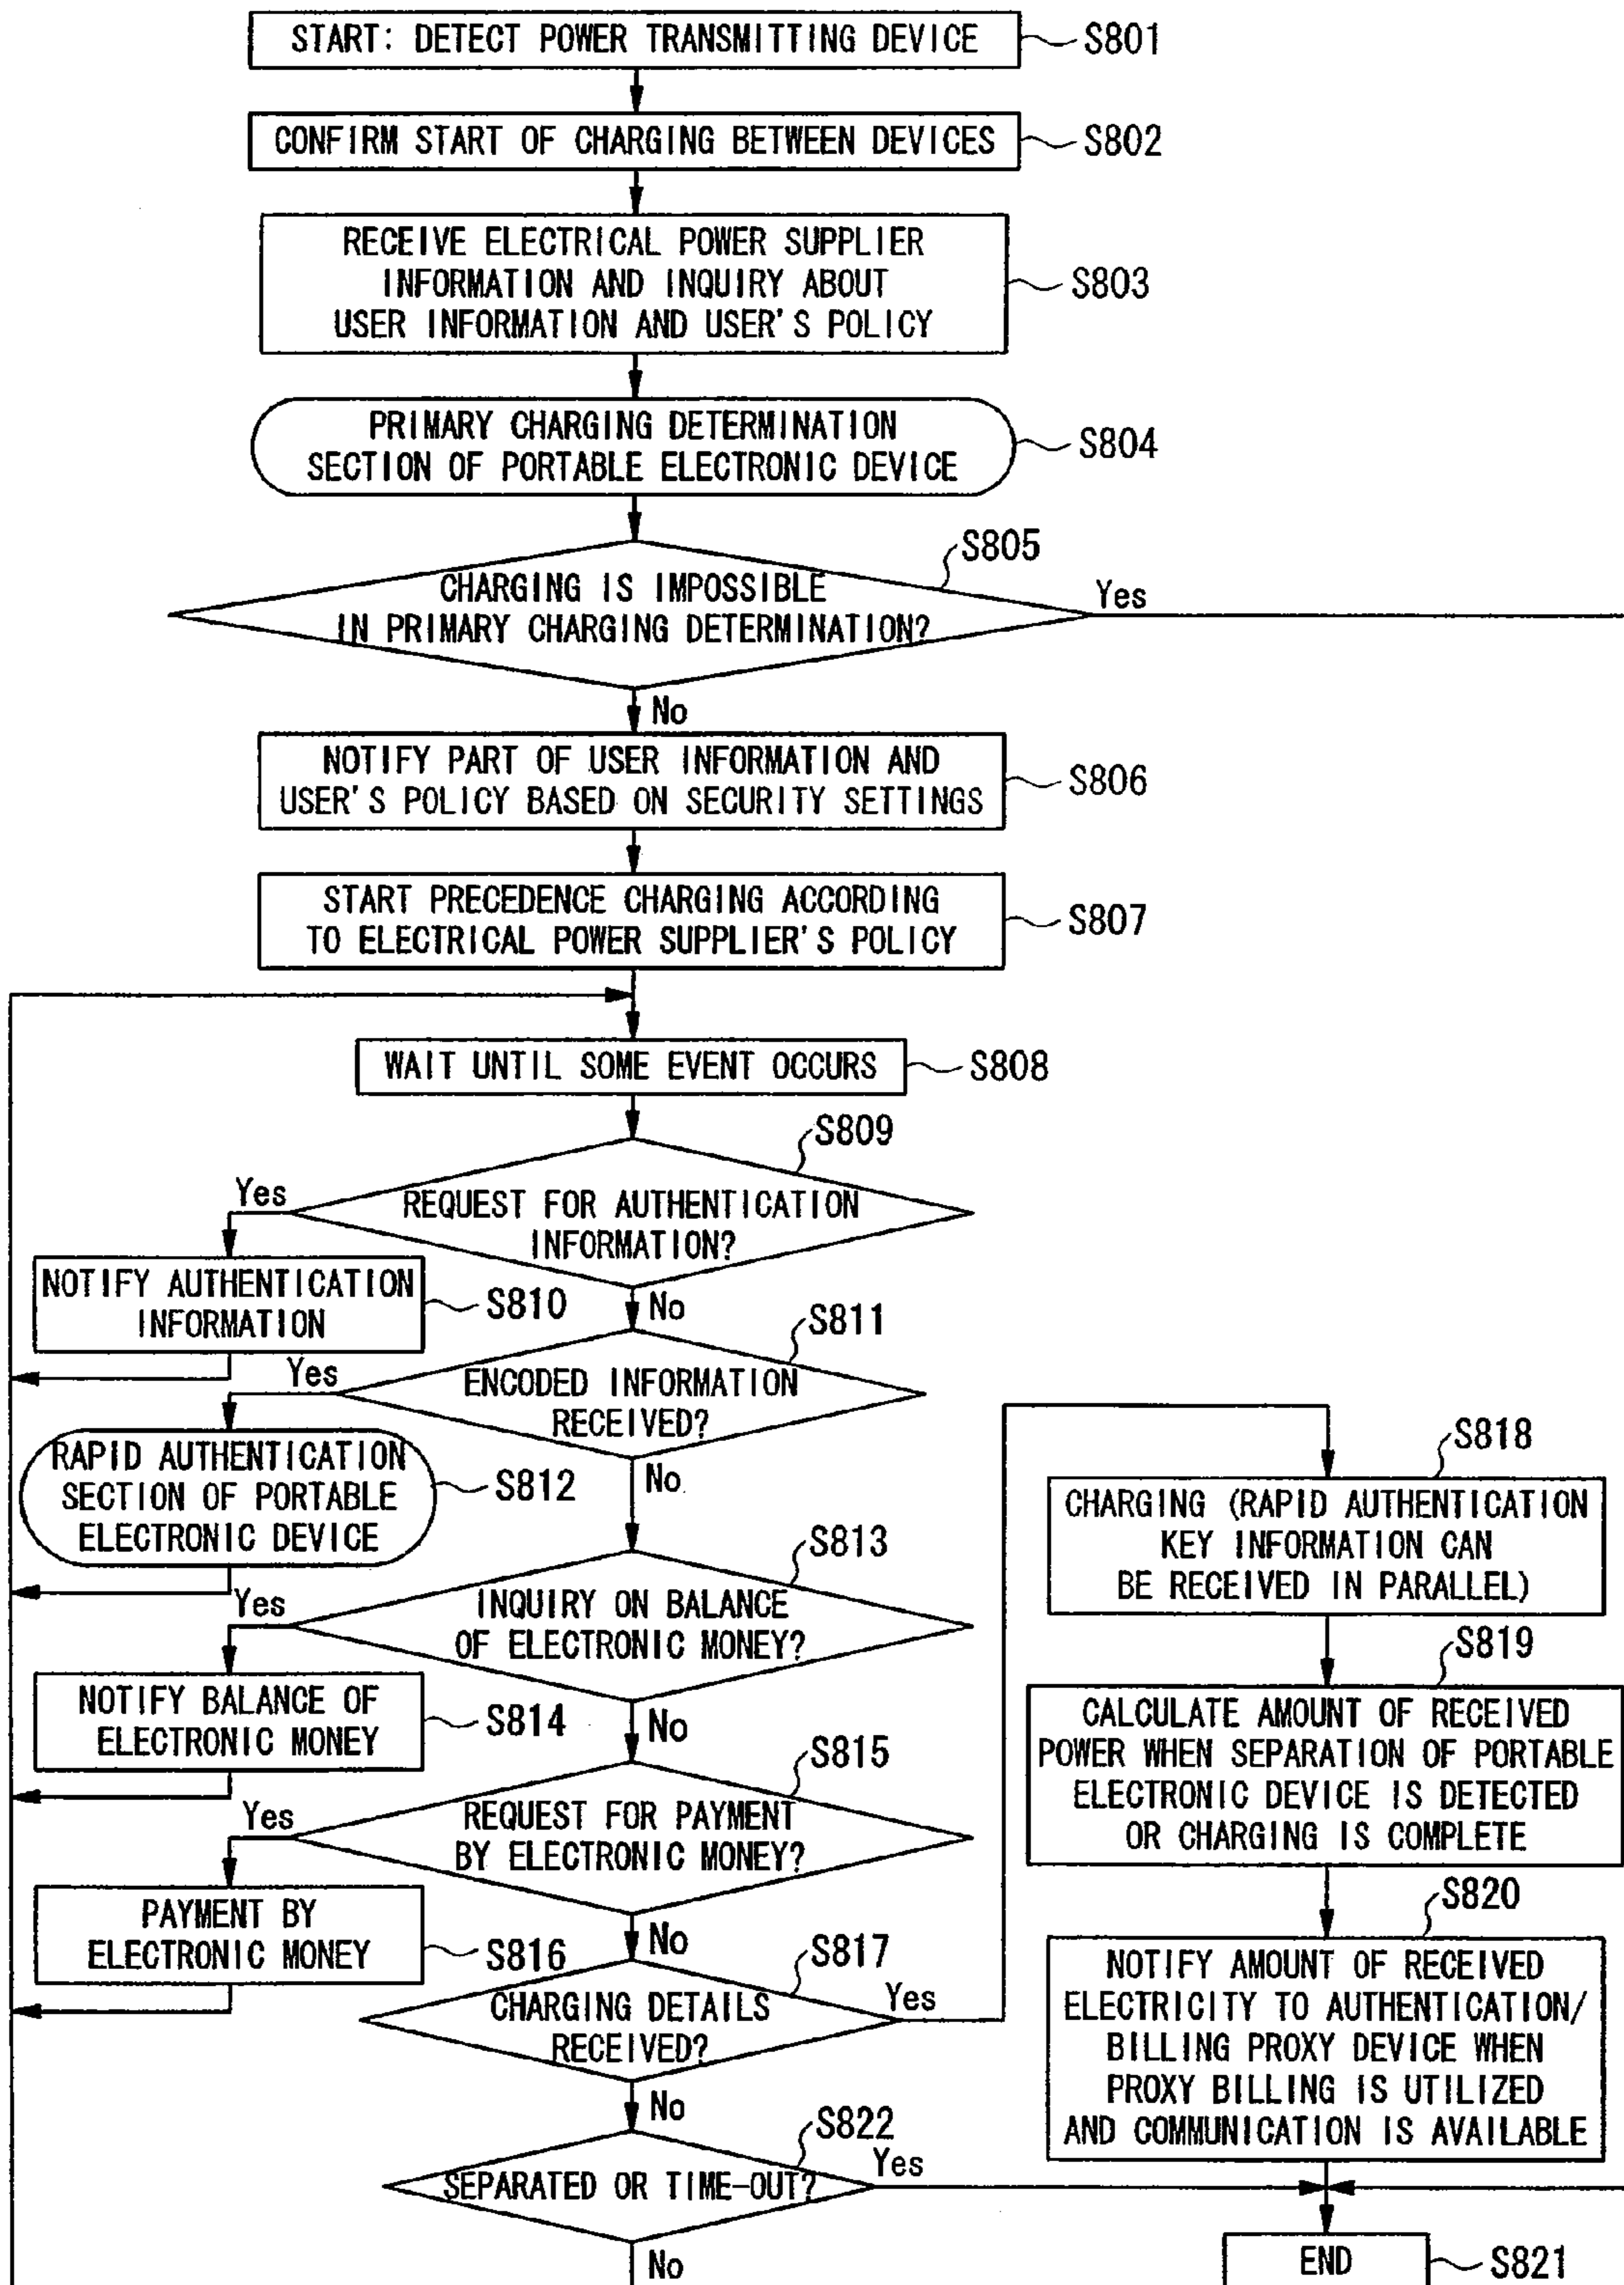 START: DETECT POWER TRANSMITTING DEVICE
S801
CONFIRM START OF CHARGING BETWEEN DEVICES
S802
RECEIVE ELECTRICAL POWER SUPPLIER
INFORMATION AND INQUIRY ABOUT
USER INFORMATION AND USER'S POLICY
S803
PRIMARY CHARGING DETERMINATION
SECTION OF PORTABLE ELECTRONIC DEVICE
S804
S805
CHARGING IS IMPOSSIBLE
IN PRIMARY CHARGING DETERMINATION?
Yes
No
NOTIFY PART OF USER INFORMATION AND
USER'S POLICY BASED ON SECURITY SETTINGS
S806
START PRECEDENCE CHARGING ACCORDING
TO ELECTRICAL POWER SUPPLIER'S POLICY
S807
WAIT UNTIL SOME EVENT OCCURS
S808
S809
REQUEST FOR AUTHENTICATION
INFORMATION?
Yes
No
NOTIFY AUTHENTICATION
INFORMATION
S810
S811
ENCODED INFORMATION
RECEIVED?
Yes
No
RAPID AUTHENTICATION
SECTION OF PORTABLE
ELECTRONIC DEVICE
S812
S813
INQUIRY ON BALANCE
OF ELECTRONIC MONEY?
Yes
No
NOTIFY BALANCE OF
ELECTRONIC MONEY
S814
S815
REQUEST FOR PAYMENT
BY ELECTRONIC MONEY?
Yes
No
PAYMENT BY
ELECTRONIC MONEY
S816
S817
CHARGING DETAILS
RECEIVED?
Yes
No
S818
CHARGING (RAPID AUTHENTICATION
KEY INFORMATION CAN
BE RECEIVED IN PARALLEL)
S819
CALCULATE AMOUNT OF RECEIVED
POWER WHEN SEPARATION OF PORTABLE
ELECTRONIC DEVICE IS DETECTED
OR CHARGING IS COMPLETE
S820
NOTIFY AMOUNT OF RECEIVED
ELECTRICITY TO AUTHENTICATION/
BILLING PROXY DEVICE WHEN
PROXY BILLING IS UTILIZED
AND COMMUNICATION IS AVAILABLE
S822
SEPARATED OR TIME-OUT?
Yes
No
END
S821